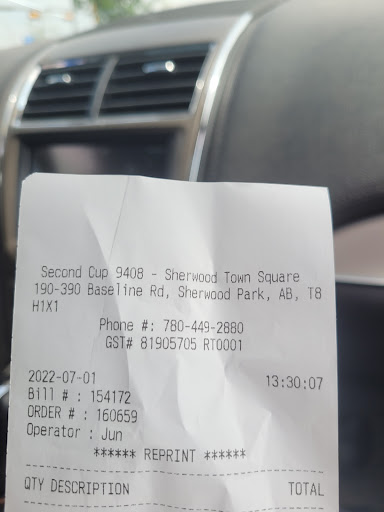 Second Cup 9408 - Sherwood Town Square
190-390 Baseline Rd, Sherwood Park, AB, T8
H1X1
Phone #: 780-449-2880
GST# 81905705 RT0001
2022-07-01 13:30:07
Bill # : 154172
ORDER # : 160659
Operator : Jun
****** REPRINT ******
QTY DESCRIPTION TOTAL